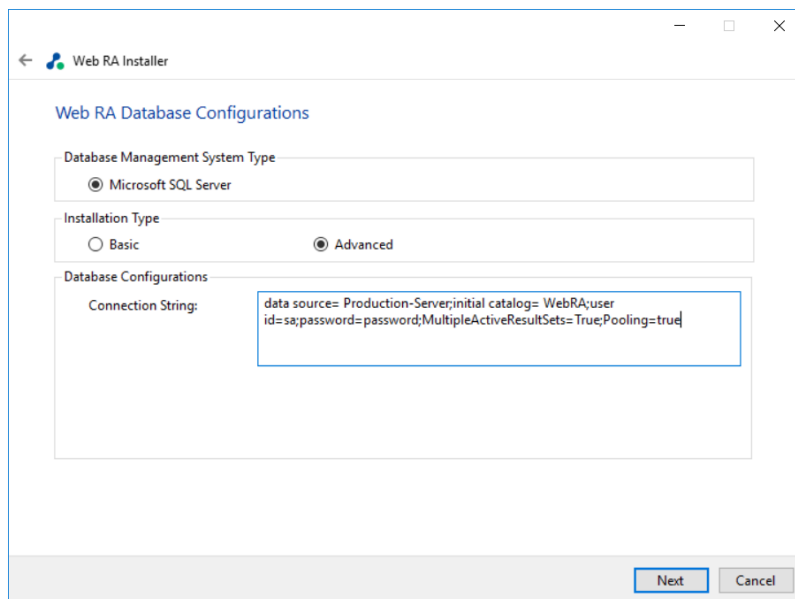 Web RA Installer
Web RA Database Configurations
Database Management System Type
Microsoft SQL Server
Installation Type
Basic
Advanced
Database Configurations
Connection String:
data source= Production-Server;initial catalog= WebRA;user
id=sa;password=password;MultipleActiveResultSets=True;Pooling=true
Next
Cancel